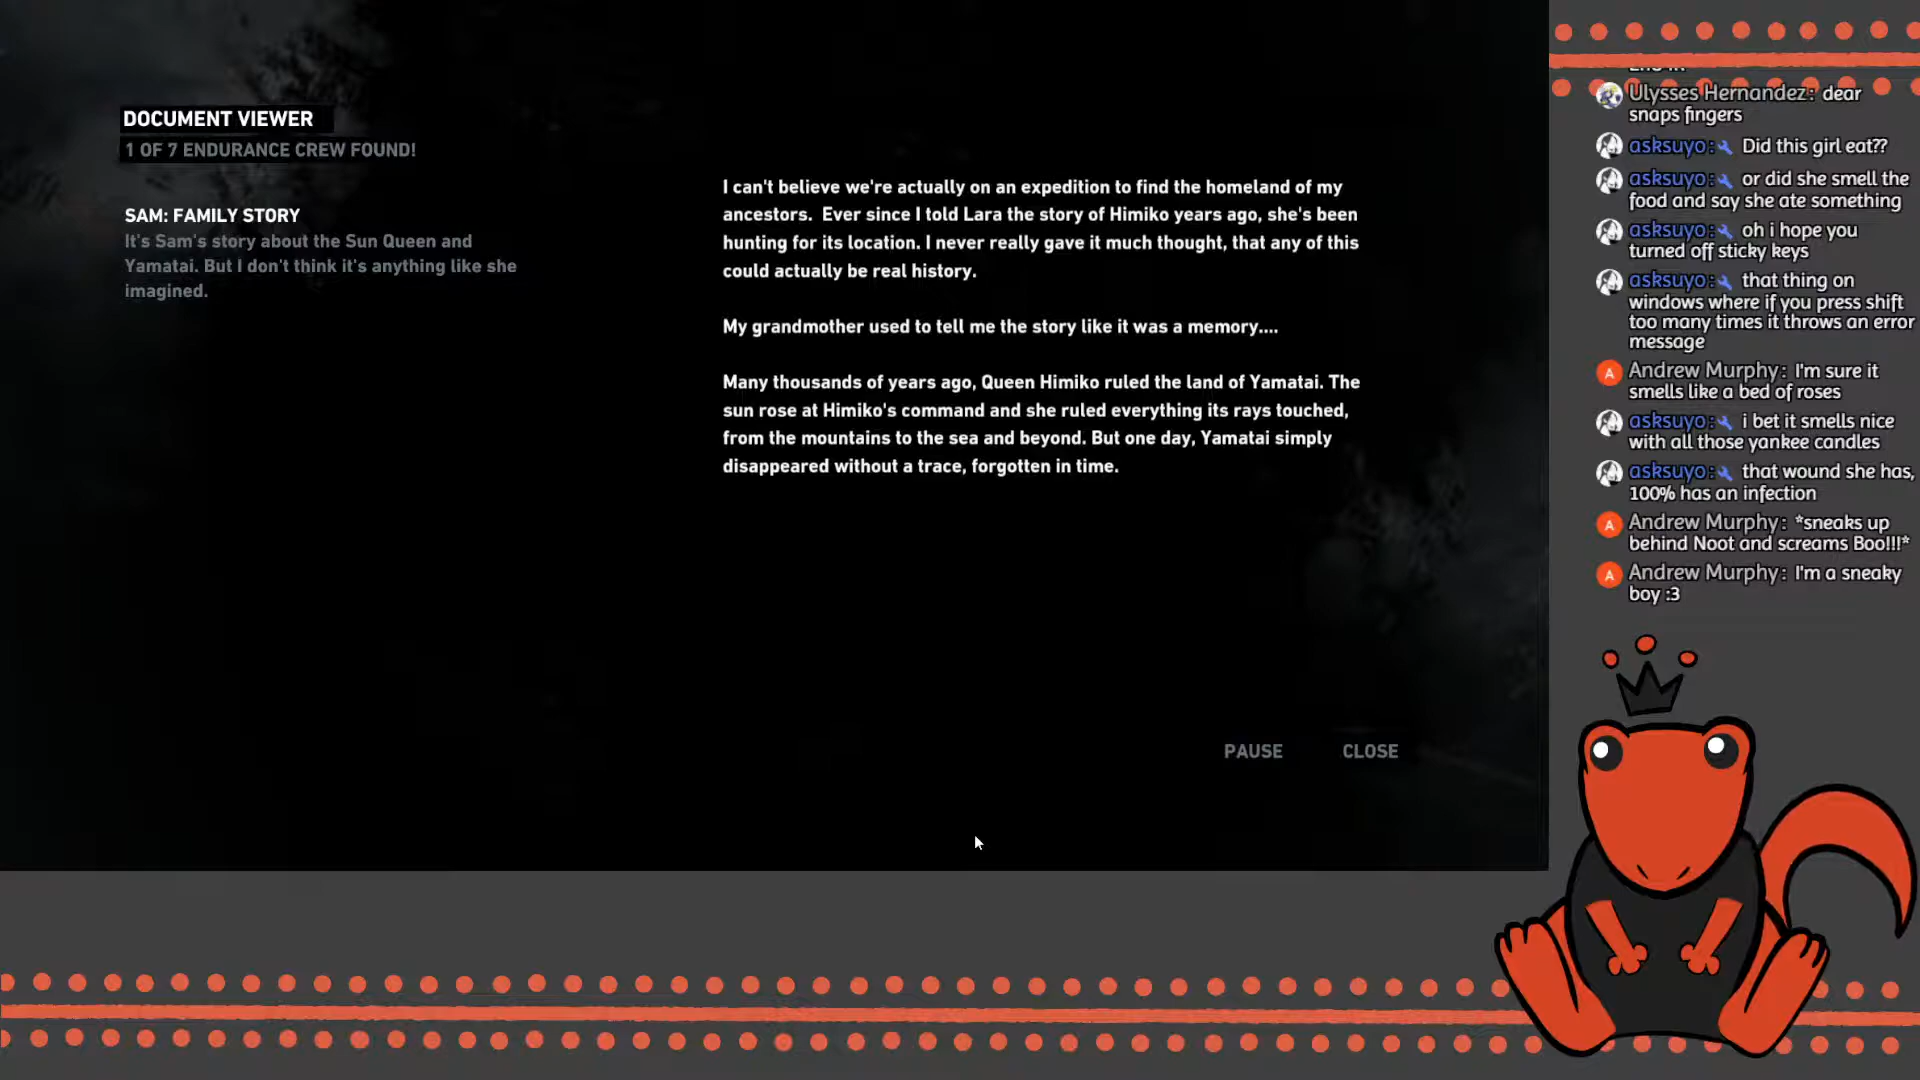 DOCUMENT VIEWER
1 OF 7 ENDURANCE CREW FOUND!
SAM: FAMILY STORY
It's Sam's story about the Sun Queen and
Yamatai. But I don't think it's anything like she
imagined.
I can't believe we're actually on an expedition to find the homeland of my
ancestors.  Ever since I told Lara the story of Himiko years ago, she's been
hunting for its location. I never really gave it much thought, that any of this
could actually be real history.
My grandmother used to tell me the story like it was a memory....
Many thousands of years ago, Queen Himiko ruled the land of Yamatai. The
sun rose at Himiko's command and she ruled everything its rays touched,
from the mountains to the sea and beyond. But one day, Yamatai simply
disappeared without a trace, forgotten in time.
PAUSE CLOSE
Ulysses Hernandez: dear
snaps fingers
asksuyo: Did this girl eat??
asksuyo: or did she smell the
food and say she ate something
asksuyo: oh i hope you
turned off sticky keys
asksuyo: that thing on
windows where if you press shift
too many times it throws an error
message
A Andrew Murphy: I'm sure it
smells like a bed of roses
asksuyo: i bet it smells nice
with all those yankee candles
asksuyo: that wound she has,
100% has an infection
A Andrew Murphy: *sneaks up
behind Noot and screams Boo!!!*
A Andrew Murphy: I'm a sneaky
boy :3